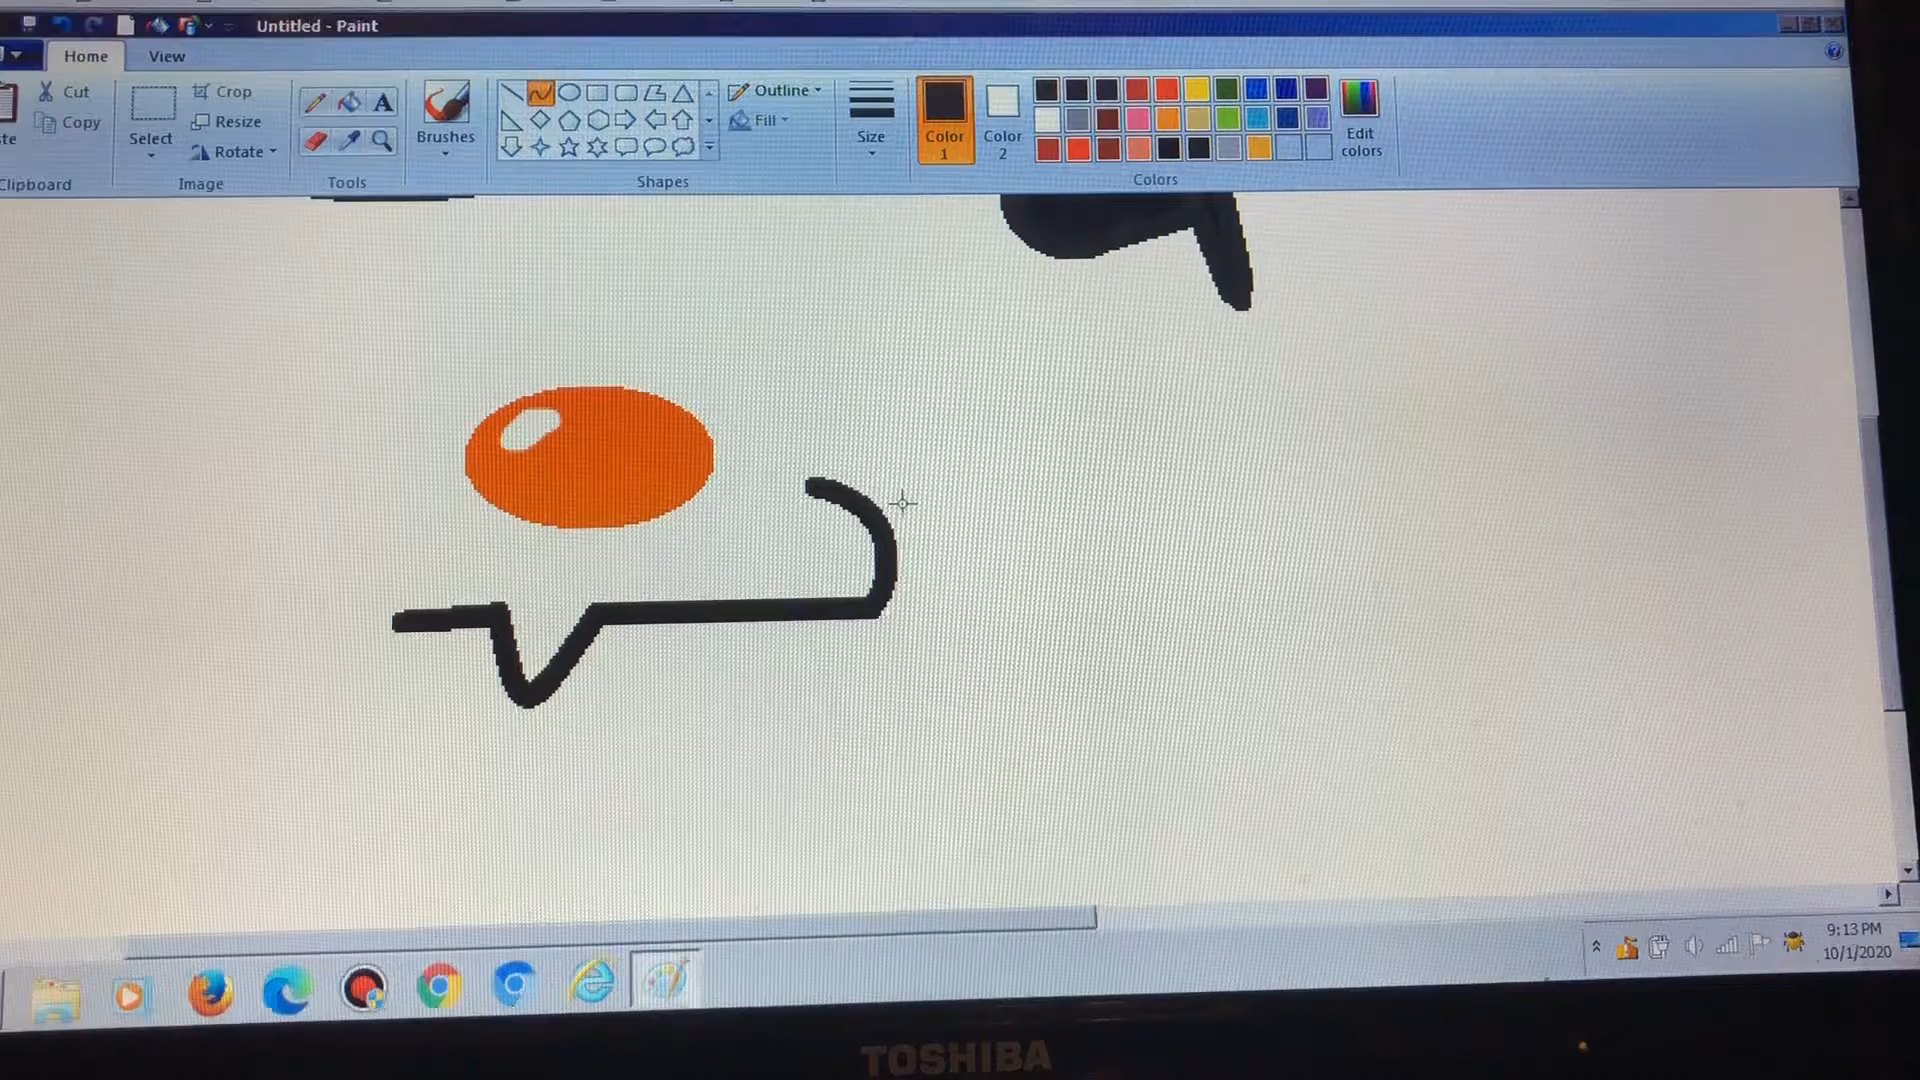 Untitled - Paint
Home View
Cut
Copy
Clipboard
Select
Crop
Resize
Rotate
Image
A
Tools
Brushes
Shapes
Outline
Fill
Size
Color 1
Color 2
Colors
Edit colors
9:13 PM
10/1/2020
TOSHIBA